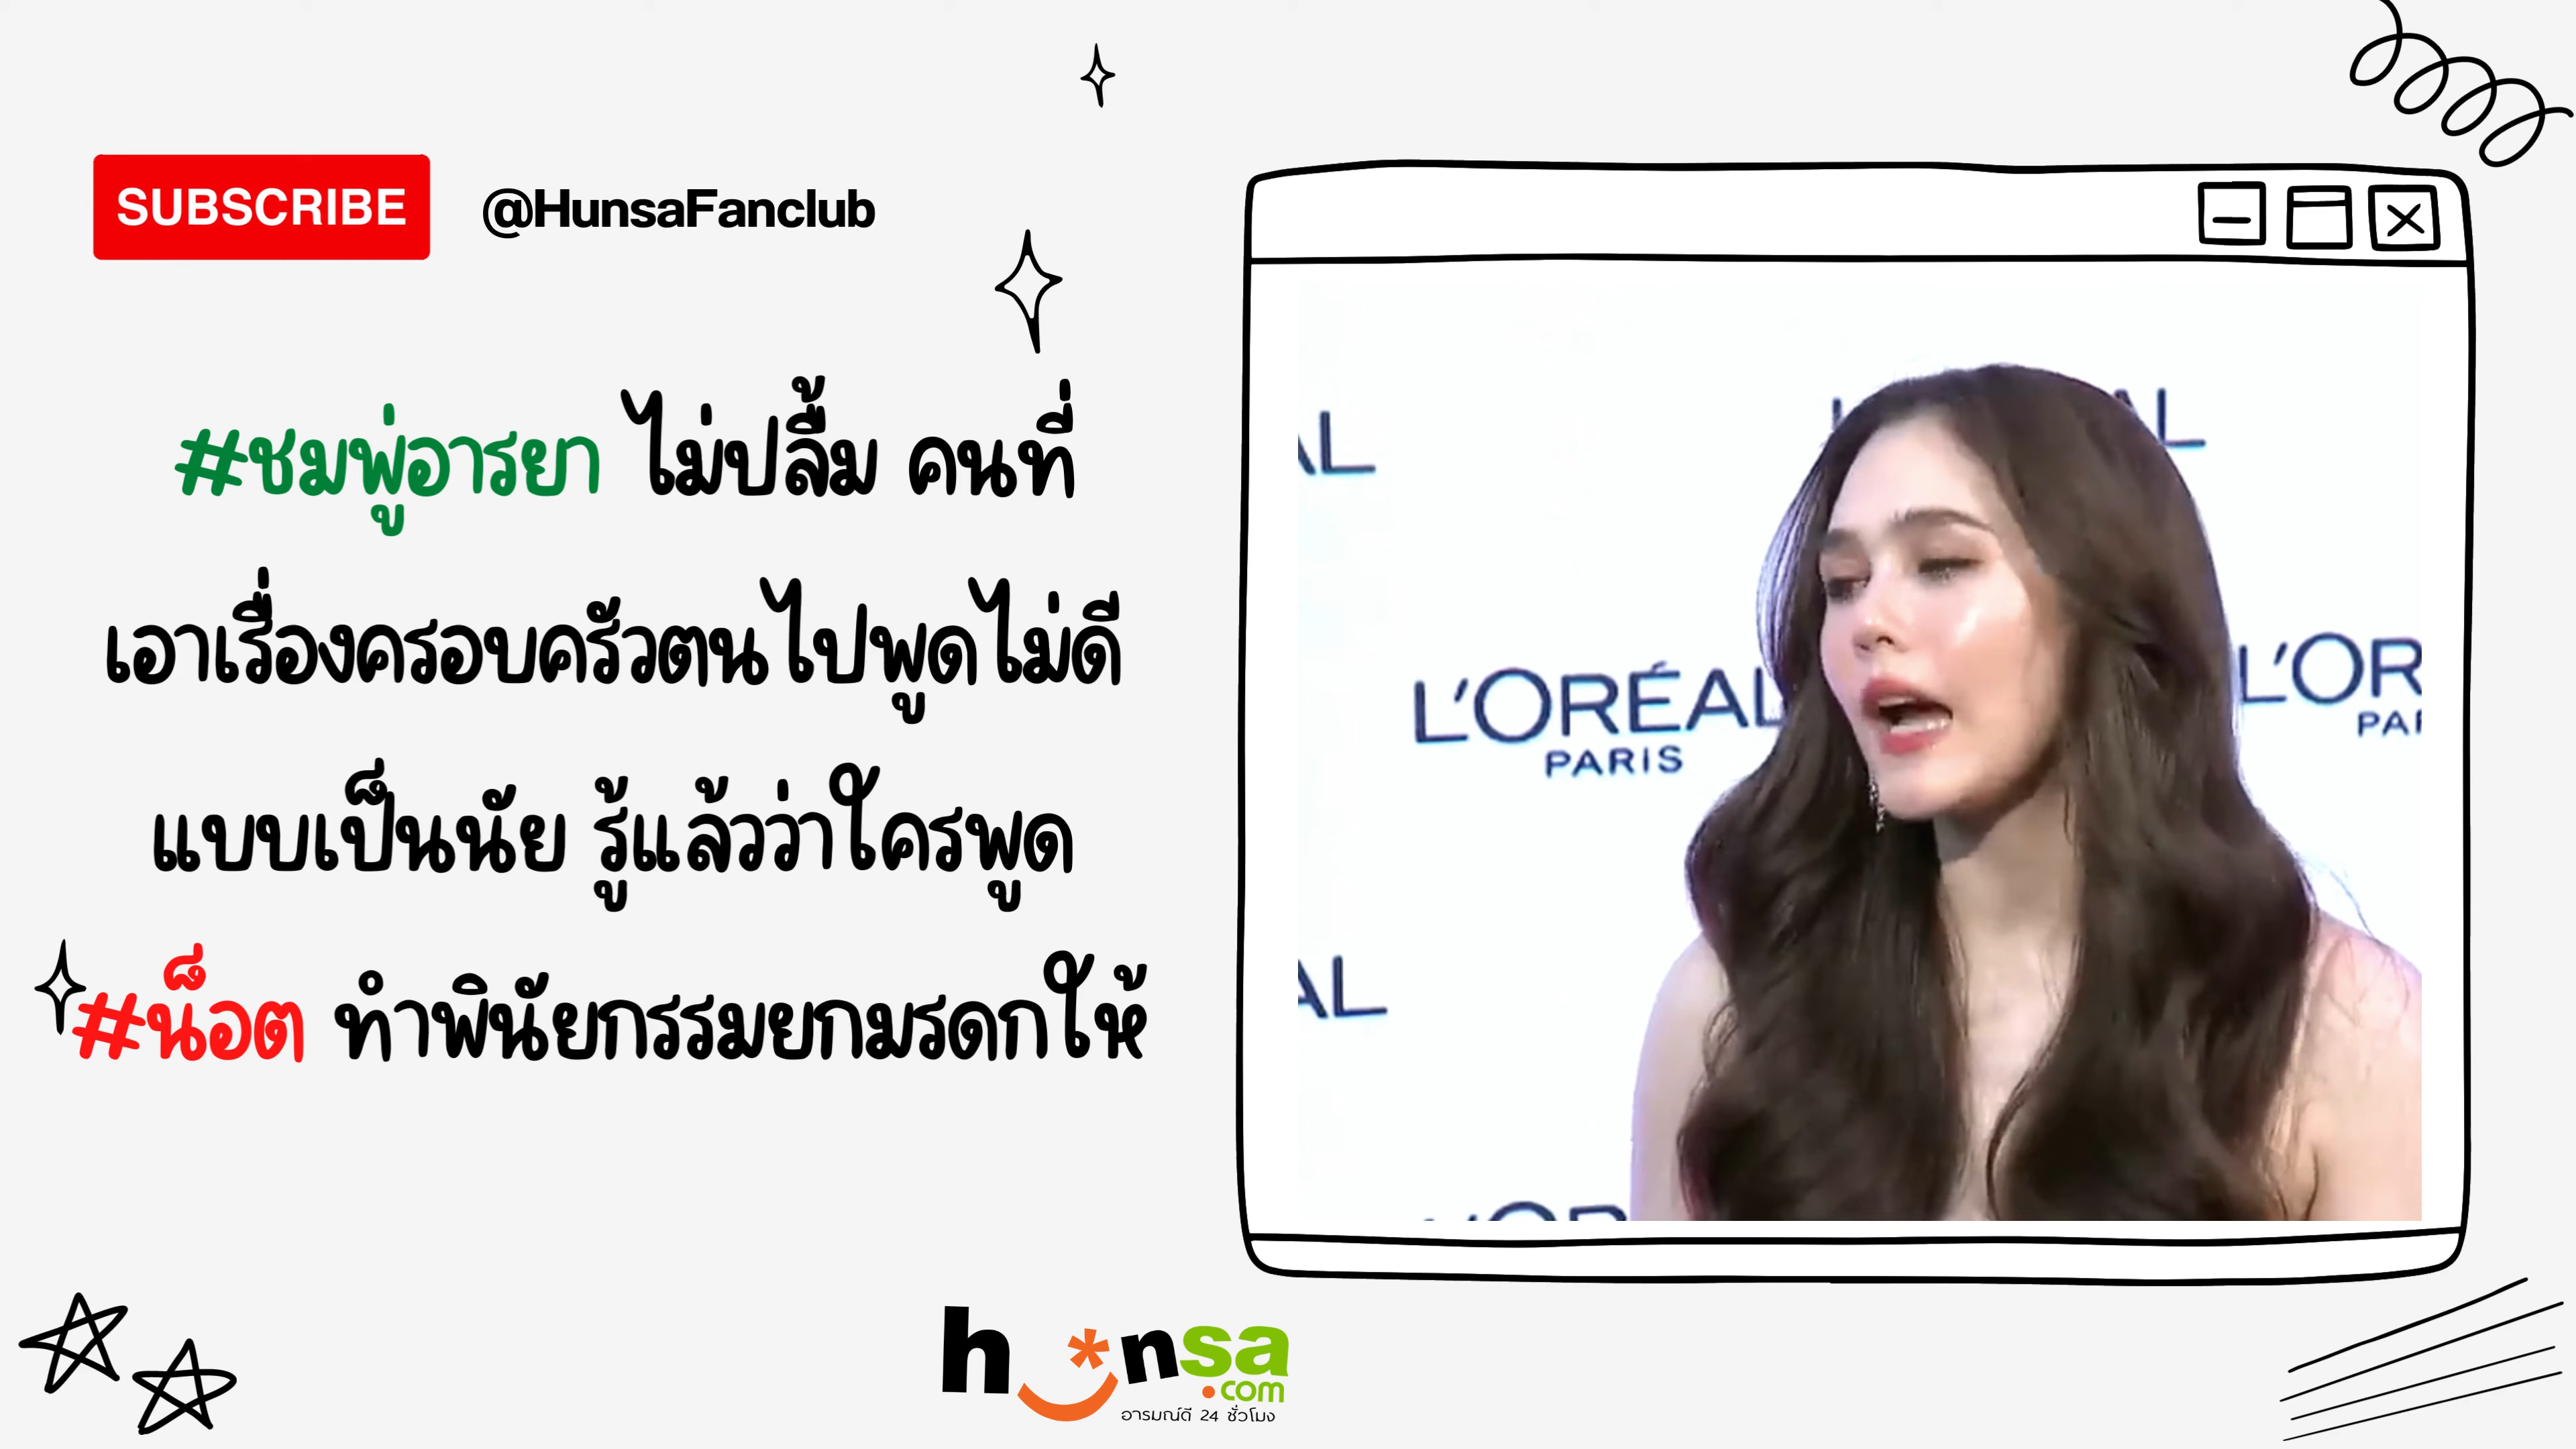 SUBSCRIBE @HunsaFanclub
#ชมพู่อารยา ไม่ปลื้ม คนที่
เอาเรื่องครอบครัวตนไปพูดไม่ดี
แบบเป็นนัย รู้แล้วว่าใครพูด
#น็อต ทำพินัยกรรมยกมรดกให้
AL
AL
L'ORÉAL
PARIS
L'OR
PAI
AL
L'OR
hunsa
.com
อารมณ์ดี 24 ชั่วโมง